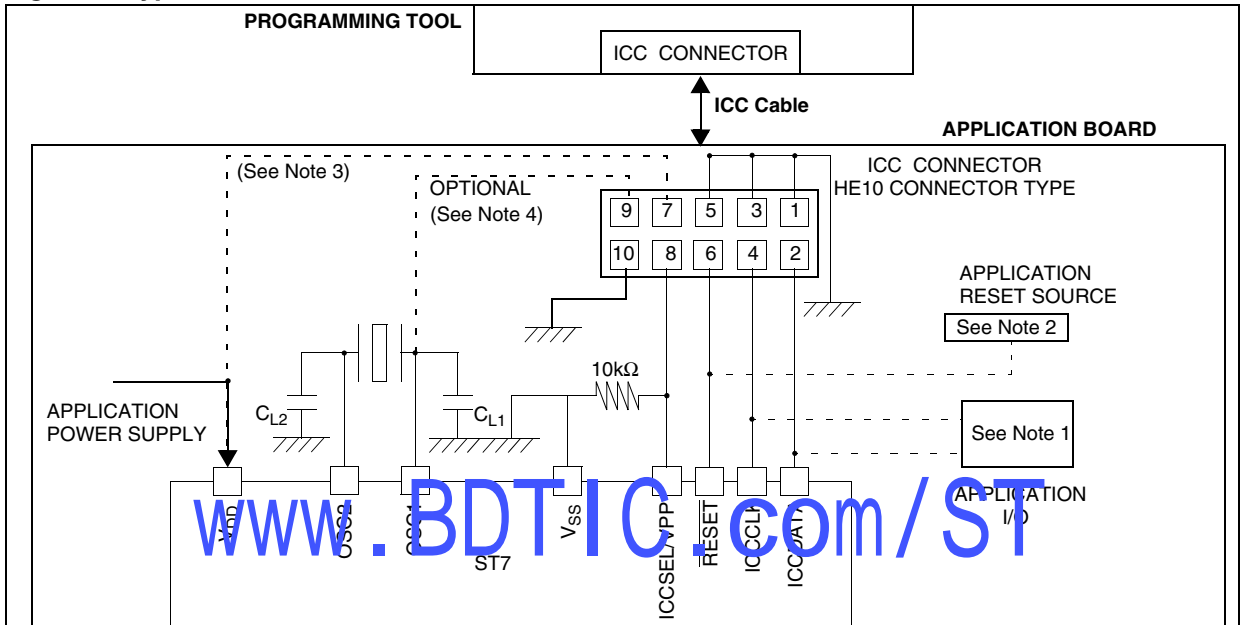 PROGRAMMING TOOL
ICC CONNECTOR
ICC Cable
APPLICATION BOARD
(See Note 3)
OPTIONAL
(See Note 4)
ICC CONNECTOR
HE10 CONNECTOR TYPE
9 7 5 3 1
10 8 6 4 2
APPLICATION
RESET SOURCE
See Note 2
10kΩ
APPLICATION
POWER SUPPLY
CL2
CL1
See Note 1
APPLICATION
I/O
VDD
OSC2
OSC1
VSS
ICCSEL/VPP
RESET
ICCCLK
ICCDATA
ST7
www.BDTIC.com/ST